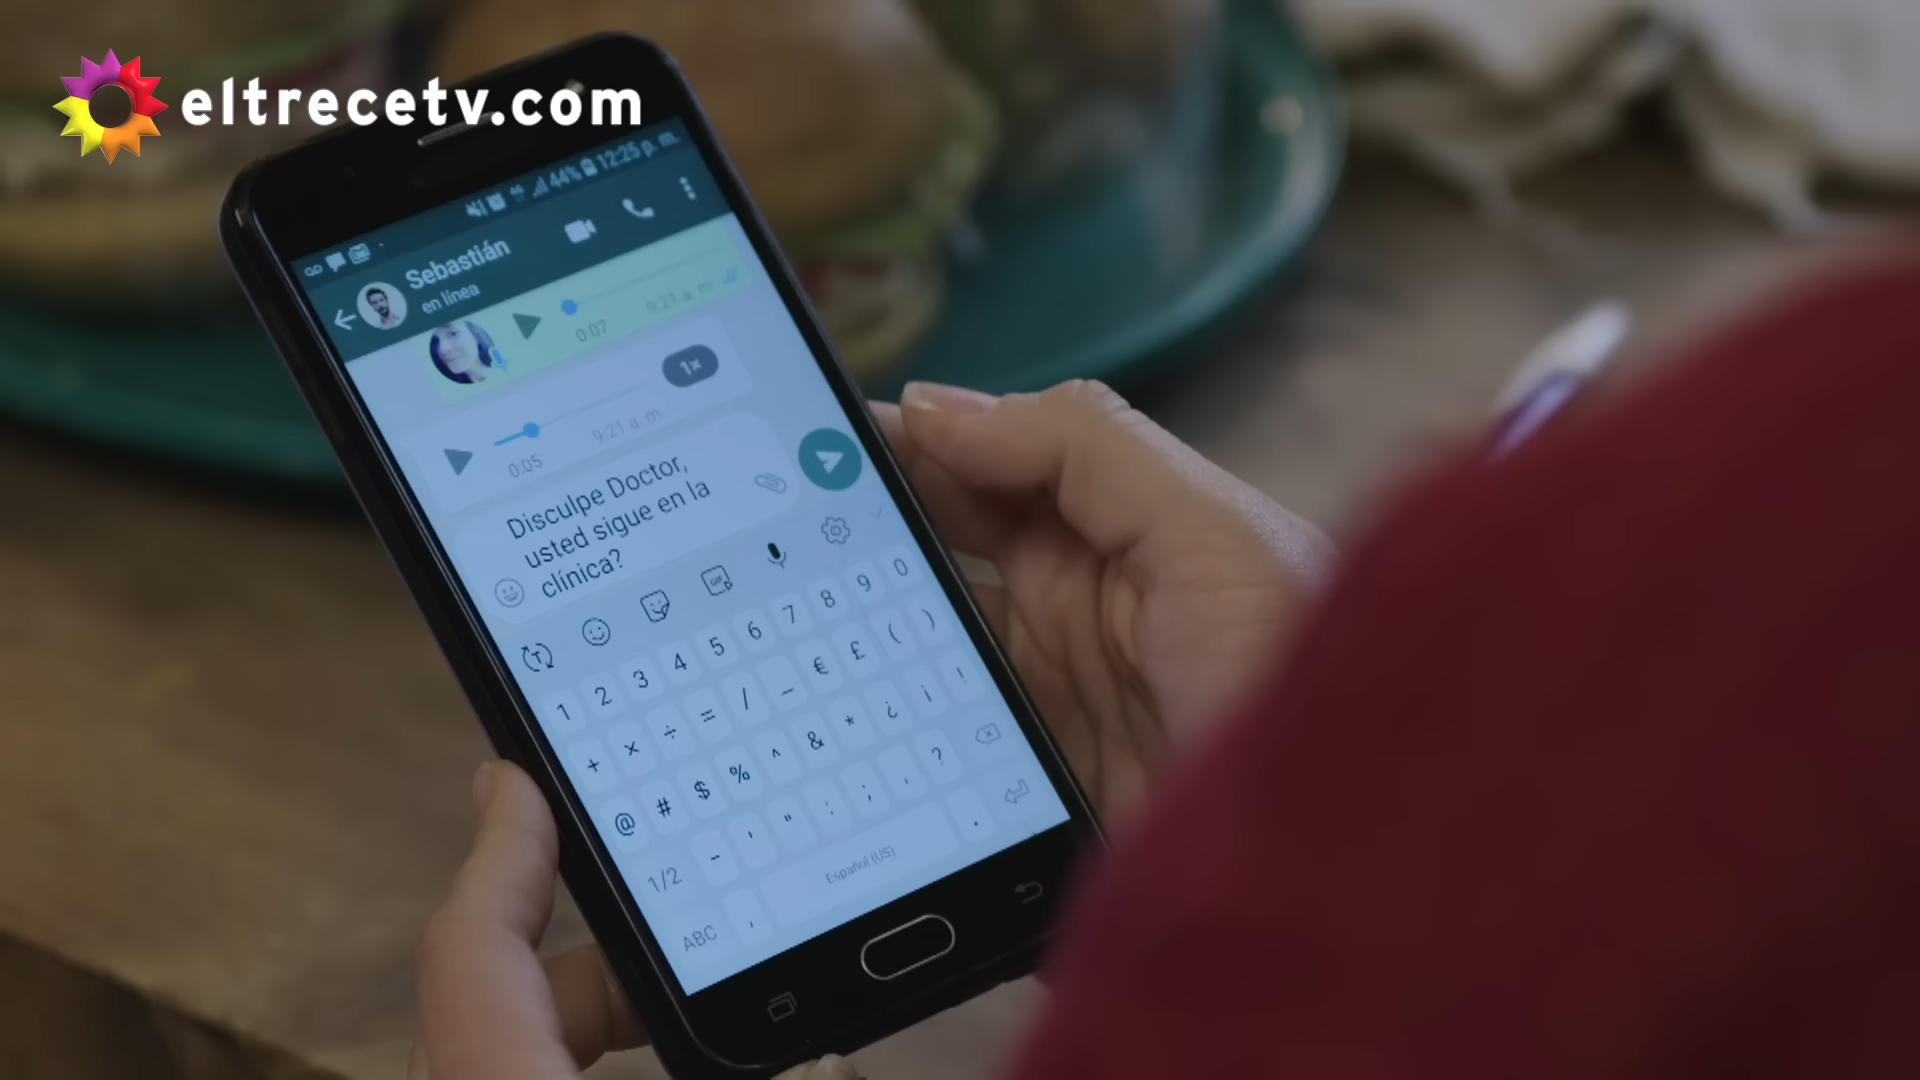 eltrecetv.com
44% 12:25 p. m.
Sebastián
en línea
0:07 9:21 a. m.
1×
0:05 9:21 a. m.
Disculpe Doctor,
usted sigue en la
clínica?
1 2 3 4 5 6 7 8 9 0
+ × ÷ = / _ € £ ( )
@ # $ % ^ & * ¿ ¡ !
1/2 - ' " : ; , ?
ABC , Español (US) .